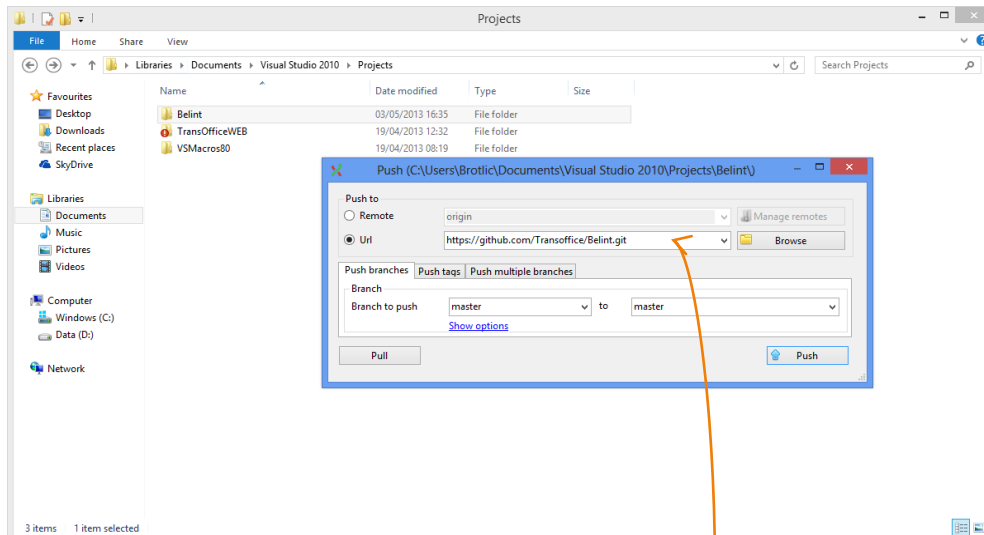 Projects
File Home Share View
Libraries Documents Visual Studio 2010 Projects
Search Projects
Favourites
Desktop
Downloads
Recent places
SkyDrive
Libraries
Documents
Music
Pictures
Videos
Computer
Windows (C:)
Data (D:)
Network
Name Date modified Type Size
Belint 03/05/2013 16:35 File folder
TransOfficeWEB 19/04/2013 12:32 File folder
VSMacros80 19/04/2013 08:19 File folder
Push (C:\Users\Brotlic\Documents\Visual Studio 2010\Projects\Belint\)
Push to
Remote origin Manage remotes
Url https://github.com/Transoffice/Belint.git Browse
Push branches Push tags Push multiple branches
Branch
Branch to push master to master
Show options
Pull Push
3 items 1 item selected